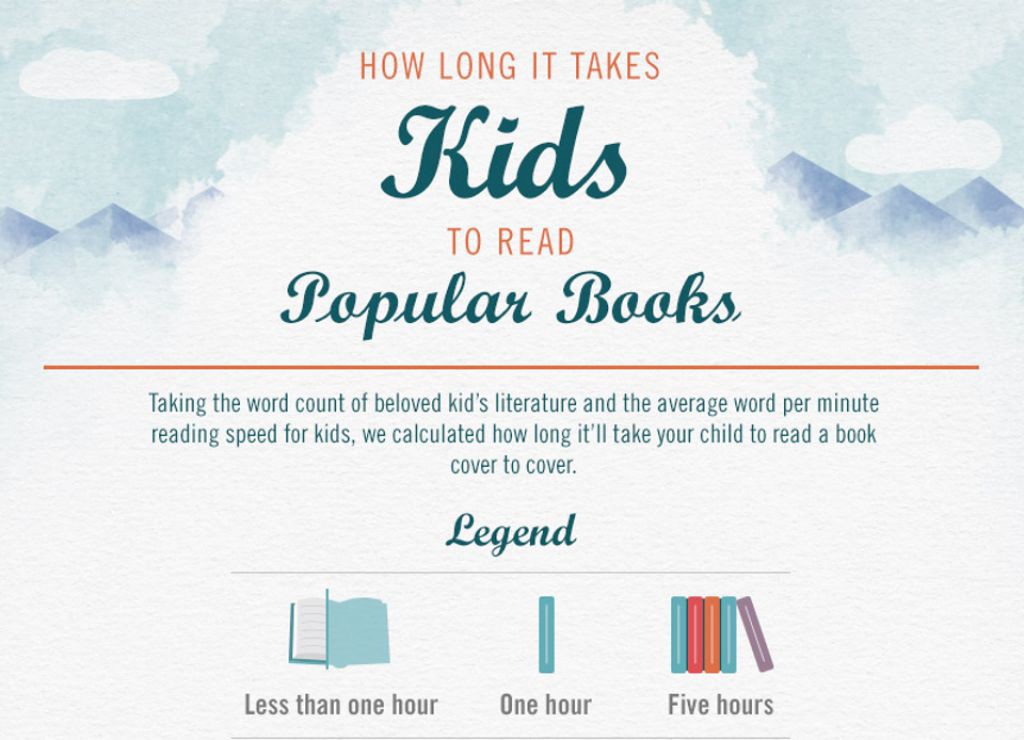 HOW LONG IT TAKES
Kids
TO READ
Popular Books
Taking the word count of beloved kid's literature and the average word per minute
reading speed for kids, we calculated how long it'll take your child to read a book
cover to cover.
Legend
Less than one hour
One hour
Five hours